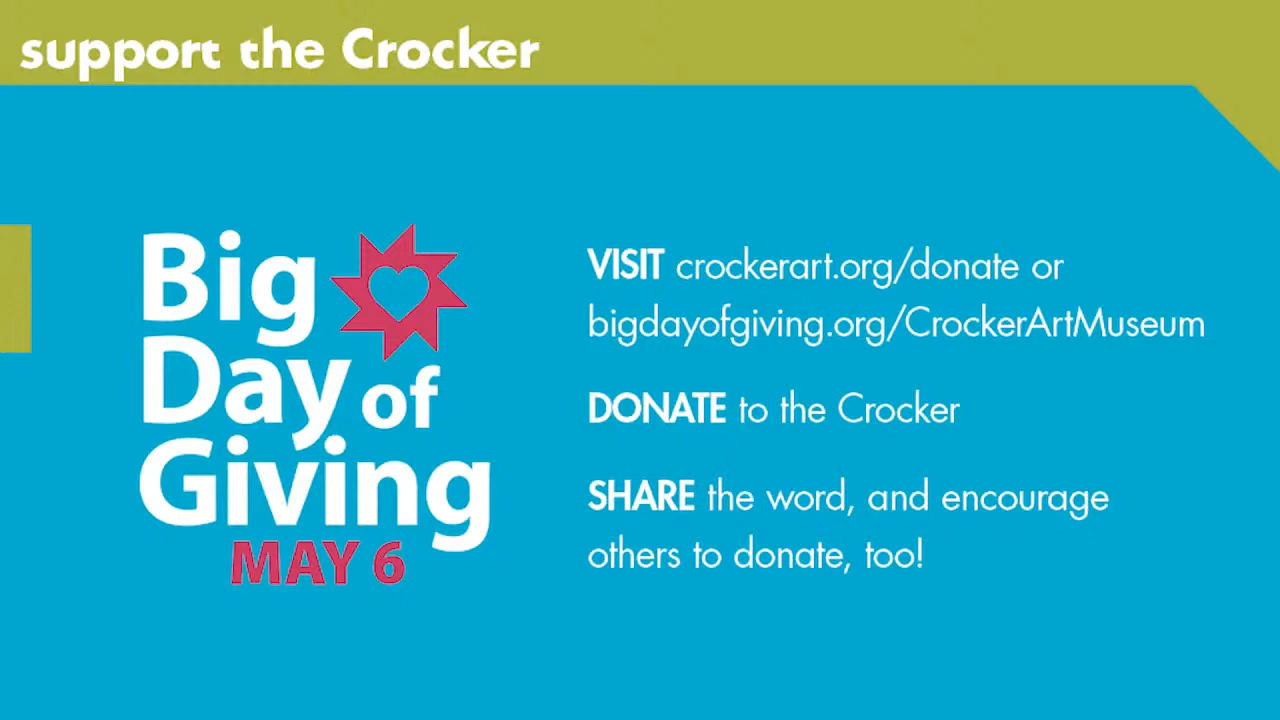 support the Crocker
Big
Day of
Giving
MAY 6
VISIT crockerart.org/donate or
bigdayofgiving.org/CrockerArtMuseum
DONATE to the Crocker
SHARE the word, and encourage
others to donate, too!